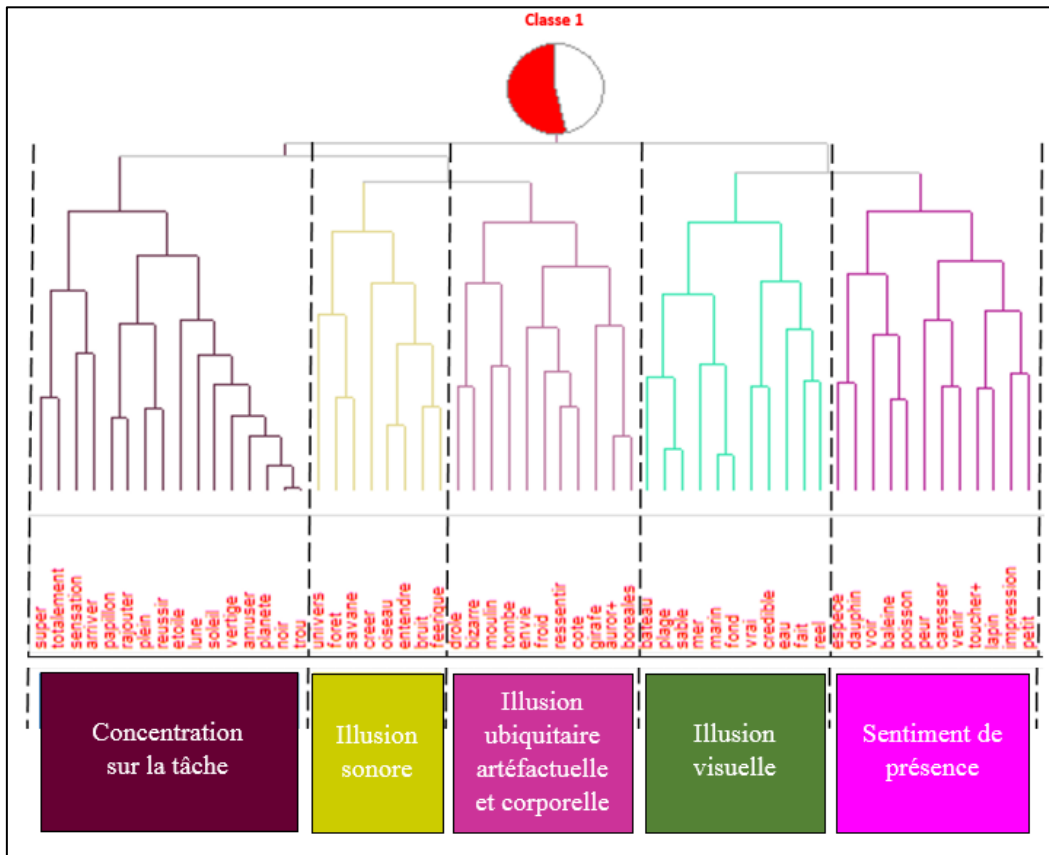 Classe 1
super
totalement
sensation
arriver
papillon
rajouter
plein
reussir
etoile
lune
soleil
vertige
amuser
planete
noir
trou
univers
foret
savane
creer
oiseau
entendre
bruit
feerique
drole
bizarre
moulin
tombe
envie
froid
ressentir
cote
girafe
auror+
boreales
bateau
plage
sable
mer
marin
fond
vrai
credible
eau
fait
reel
espece
dauphin
voir
baleine
poisson
peur
caresser
venir
toucher+
lapin
impression
petit
Concentration
sur la tâche
Illusion
sonore
Illusion
ubiquitaire
artéfactuelle
et corporelle
Illusion
visuelle
Sentiment de
présence